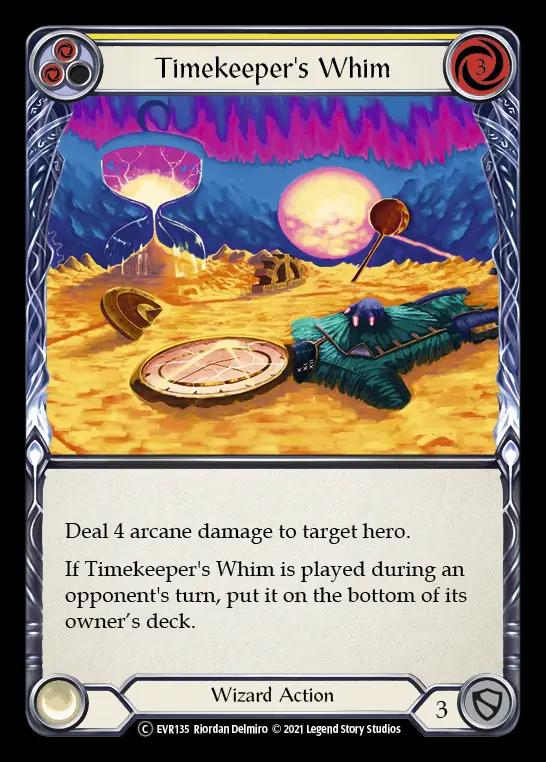 Timekeeper's Whim
3
Deal 4 arcane damage to target hero.
If Timekeeper's Whim is played during an
opponent's turn, put it on the bottom of its
owner’s deck.
Wizard Action
3
C EVR135 Riordan Delmiro © 2021 Legend Story Studios